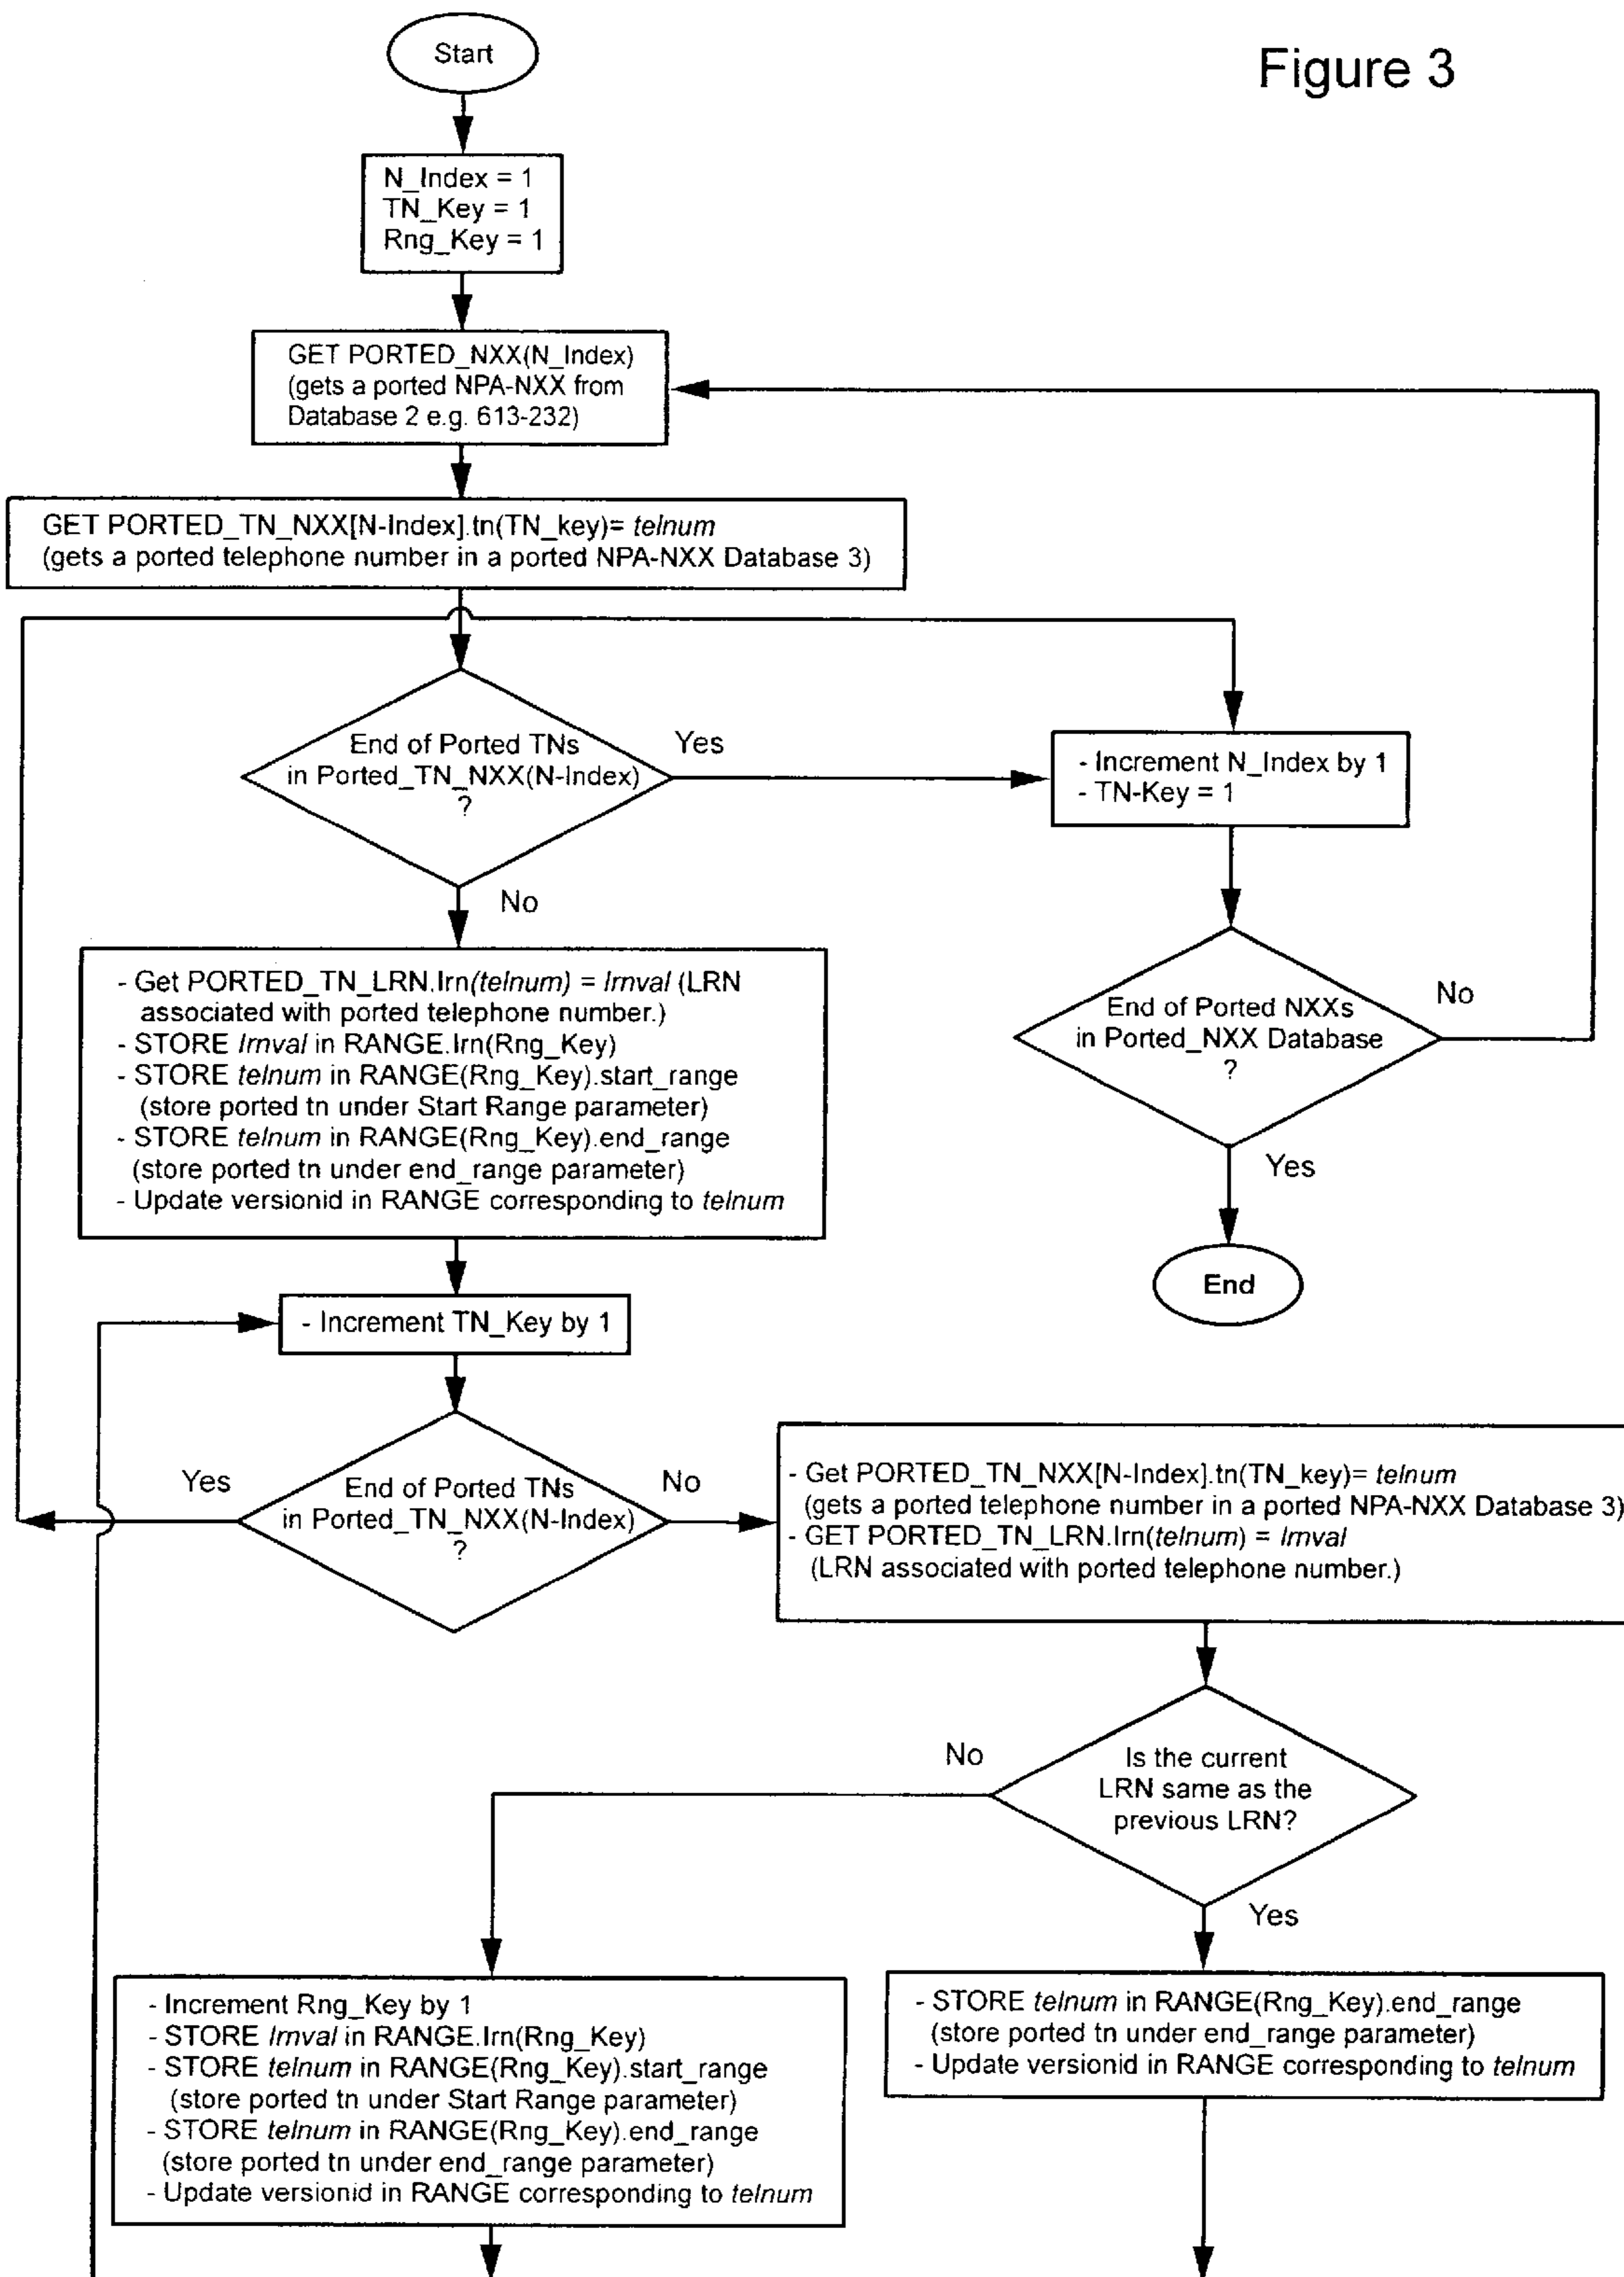 Figure 3
Start
N_Index = 1
TN_Key = 1
Rng_Key = 1
GET PORTED_NXX(N_Index)
(gets a ported NPA-NXX from
Database 2 e.g. 613-232)
GET PORTED_TN_NXX[N-Index].tn(TN_key)= telnum
(gets a ported telephone number in a ported NPA-NXX Database 3)
End of Ported TNs
in Ported_TN_NXX(N-Index)
?
Yes
No
- Increment N_Index by 1
- TN-Key = 1
End of Ported NXXs
in Ported_NXX Database
?
No
Yes
End
- Get PORTED_TN_LRN.lrn(telnum) = lrnval (LRN
associated with ported telephone number.)
- STORE lrnval in RANGE.lrn(Rng_Key)
- STORE telnum in RANGE(Rng_Key).start_range
(store ported tn under Start Range parameter)
- STORE telnum in RANGE(Rng_Key).end_range
(store ported tn under end_range parameter)
- Update versionid in RANGE corresponding to telnum
- Increment TN_Key by 1
End of Ported TNs
in Ported_TN_NXX(N-Index)
?
Yes
No
- Get PORTED_TN_NXX[N-Index].tn(TN_key)= telnum
(gets a ported telephone number in a ported NPA-NXX Database 3)
- GET PORTED_TN_LRN.lrn(telnum) = lrnval
(LRN associated with ported telephone number.)
Is the current
LRN same as the
previous LRN?
No
Yes
- Increment Rng_Key by 1
- STORE lrnval in RANGE.lrn(Rng_Key)
- STORE telnum in RANGE(Rng_Key).start_range
(store ported tn under Start Range parameter)
- STORE telnum in RANGE(Rng_Key).end_range
(store ported tn under end_range parameter)
- Update versionid in RANGE corresponding to telnum
- STORE telnum in RANGE(Rng_Key).end_range
(store ported tn under end_range parameter)
- Update versionid in RANGE corresponding to telnum